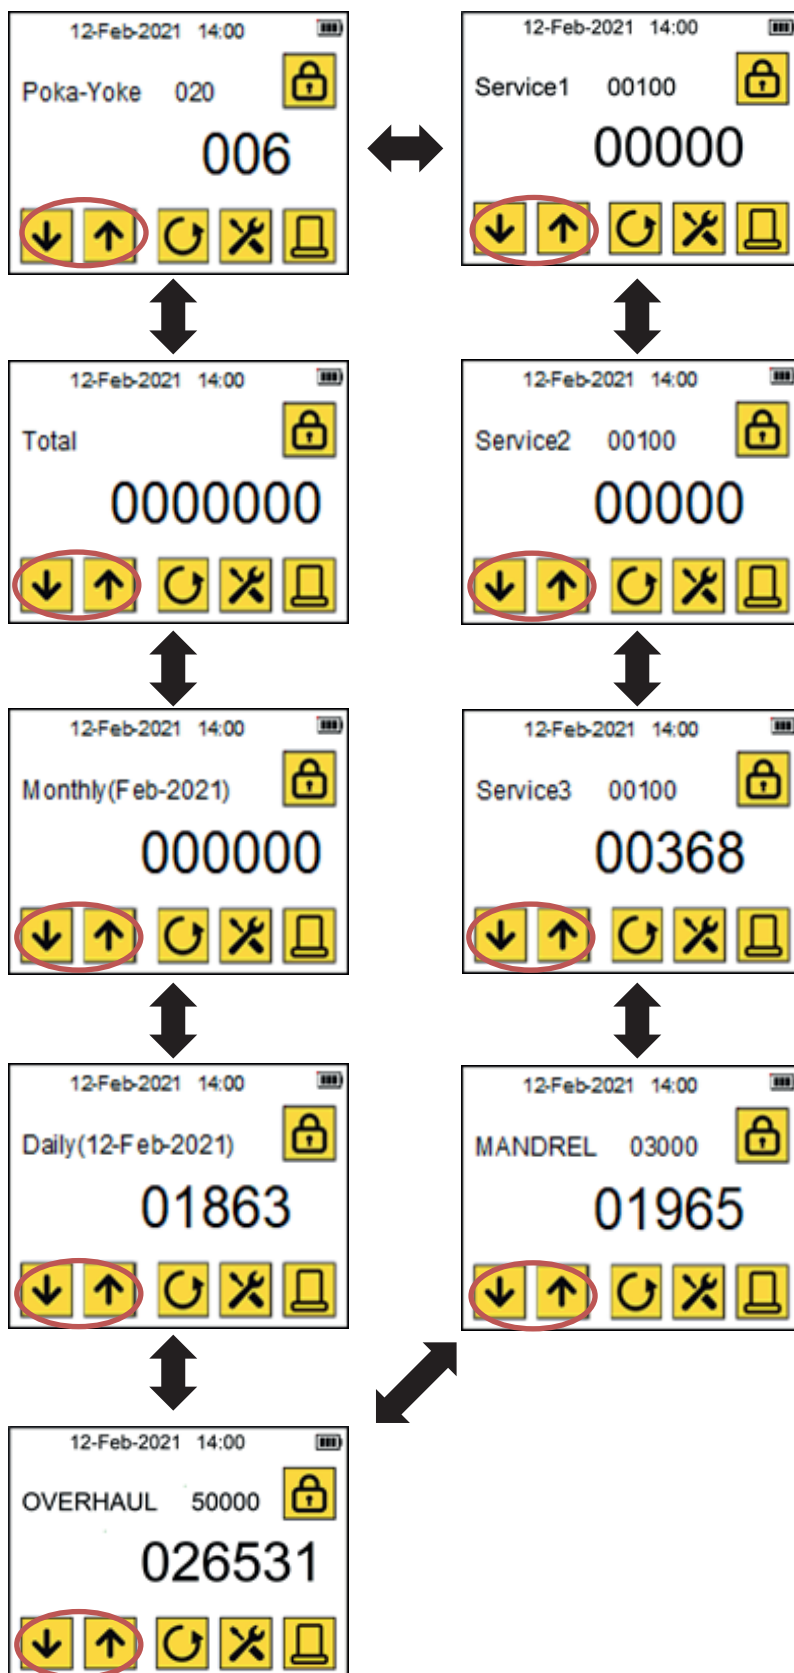 12-Feb-2021 14:00
Poka-Yoke 020
006
12-Feb-2021 14:00
Service1 00100
00000
12-Feb-2021 14:00
Total
0000000
12-Feb-2021 14:00
Service2 00100
00000
12-Feb-2021 14:00
Monthly(Feb-2021)
000000
12-Feb-2021 14:00
Service3 00100
00368
12-Feb-2021 14:00
Daily(12-Feb-2021)
01863
12-Feb-2021 14:00
MANDREL 03000
01965
12-Feb-2021 14:00
OVERHAUL 50000
026531